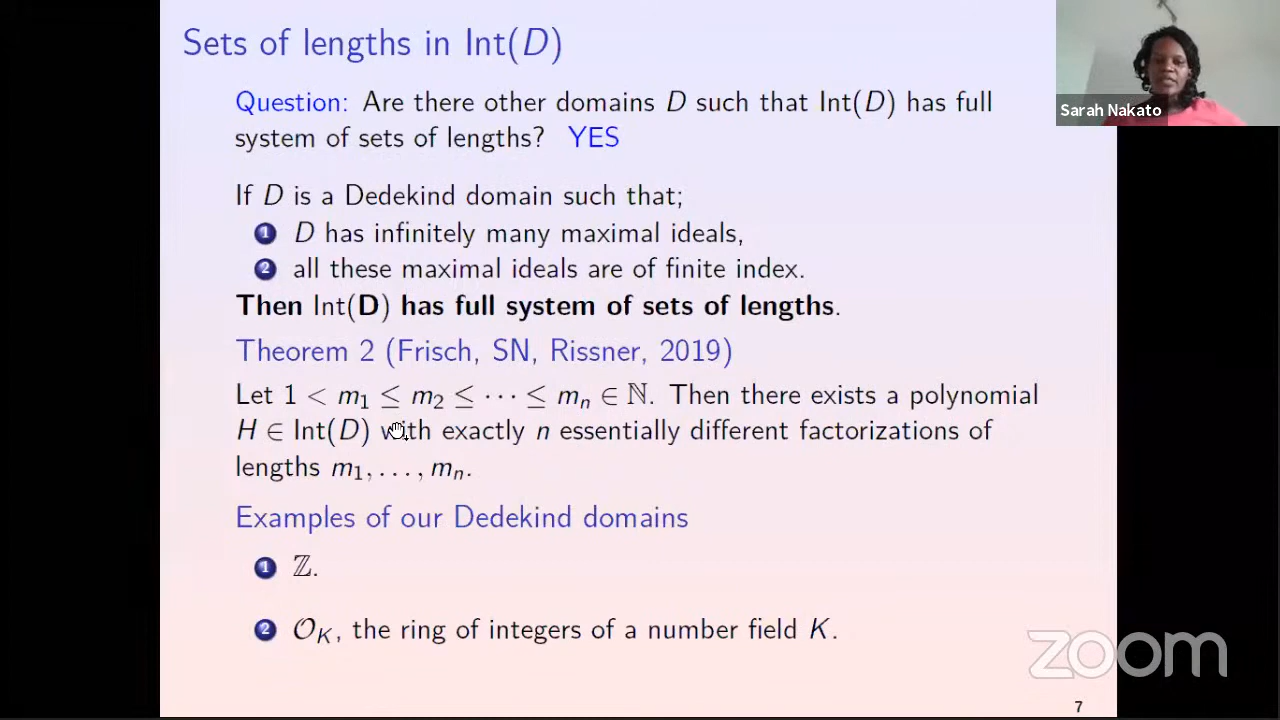 Sets of lengths in Int(D)
Question: Are there other domains D such that Int(D) has full
system of sets of lengths? YES
If D is a Dedekind domain such that;
1 D has infinitely many maximal ideals,
2 all these maximal ideals are of finite index.
Then Int(D) has full system of sets of lengths.
Theorem 2 (Frisch, SN, Rissner, 2019)
Let 1 < m₁ ≤ m₂ ≤ ⋯ ≤ mₙ ∈ ℕ. Then there exists a polynomial
H ∈ Int(D) with exactly n essentially different factorizations of
lengths m₁, . . . , mₙ.
Examples of our Dedekind domains
1 ℤ.
2 𝒪_K, the ring of integers of a number field K.
7
Sarah Nakato
zoom